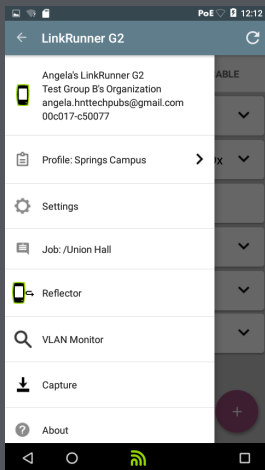 PoE 12:12
LinkRunner G2
ABLE
Angela's LinkRunner G2
Test Group B's Organization
angela.hnttechpubs@gmail.com
00c017-c50077
Profile: Springs Campus
0x
Settings
Job: /Union Hall
Reflector
VLAN Monitor
Capture
About